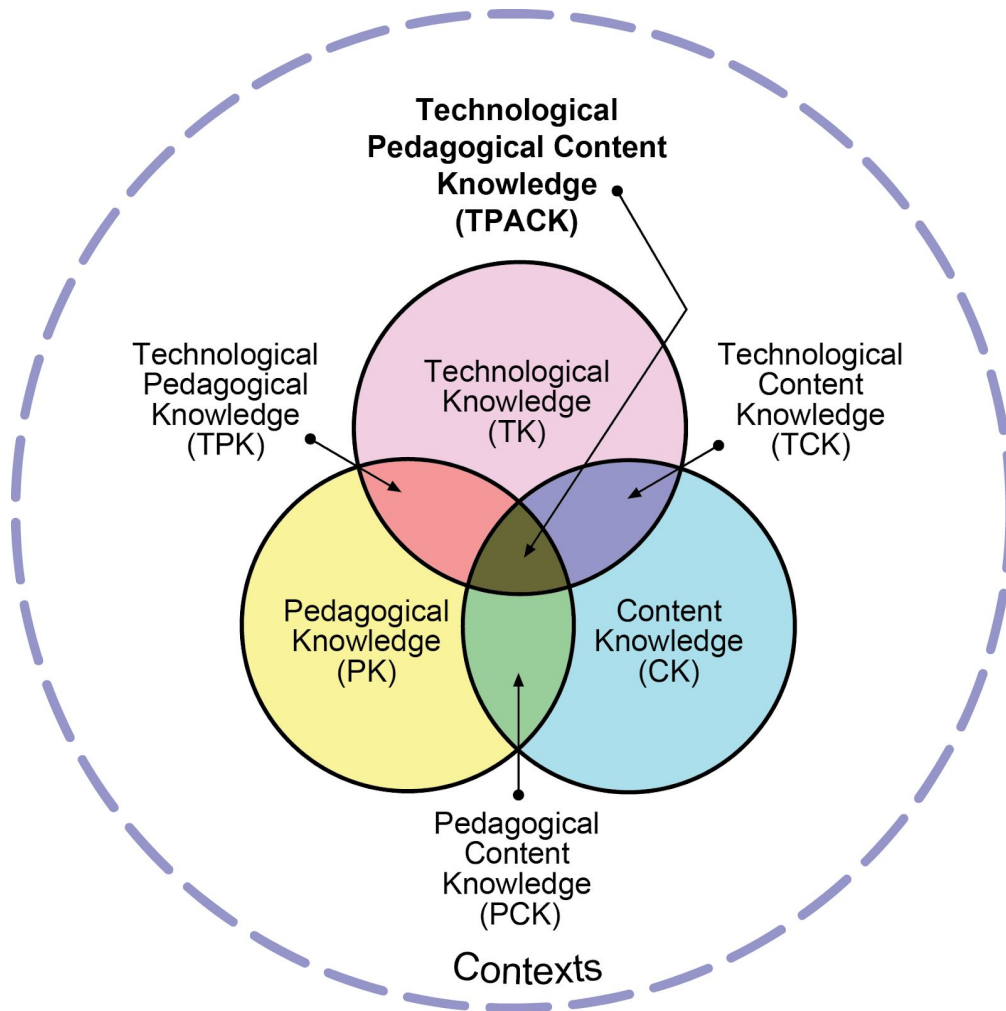 Technological
Pedagogical Content
Knowledge
(TPACK)
Technological
Pedagogical
Knowledge
(TPK)
Technological
Knowledge
(TK)
Technological
Content
Knowledge
(TCK)
Pedagogical
Knowledge
(PK)
Content
Knowledge
(CK)
Pedagogical
Content
Knowledge
(PCK)
Contexts